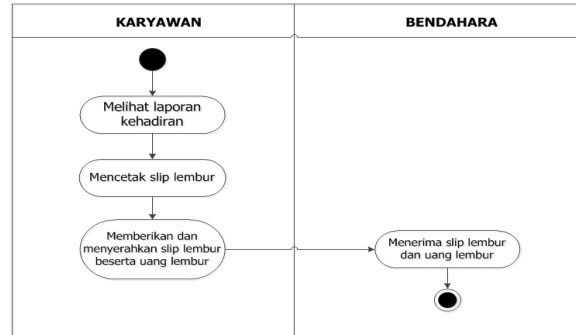 KARYAWAN
BENDAHARA
Melihat laporan
kehadiran
Mencetak slip lembur
Memberikan dan
menyerahkan slip lembur
beserta uang lembur
Menerima slip lembur
dan uang lembur